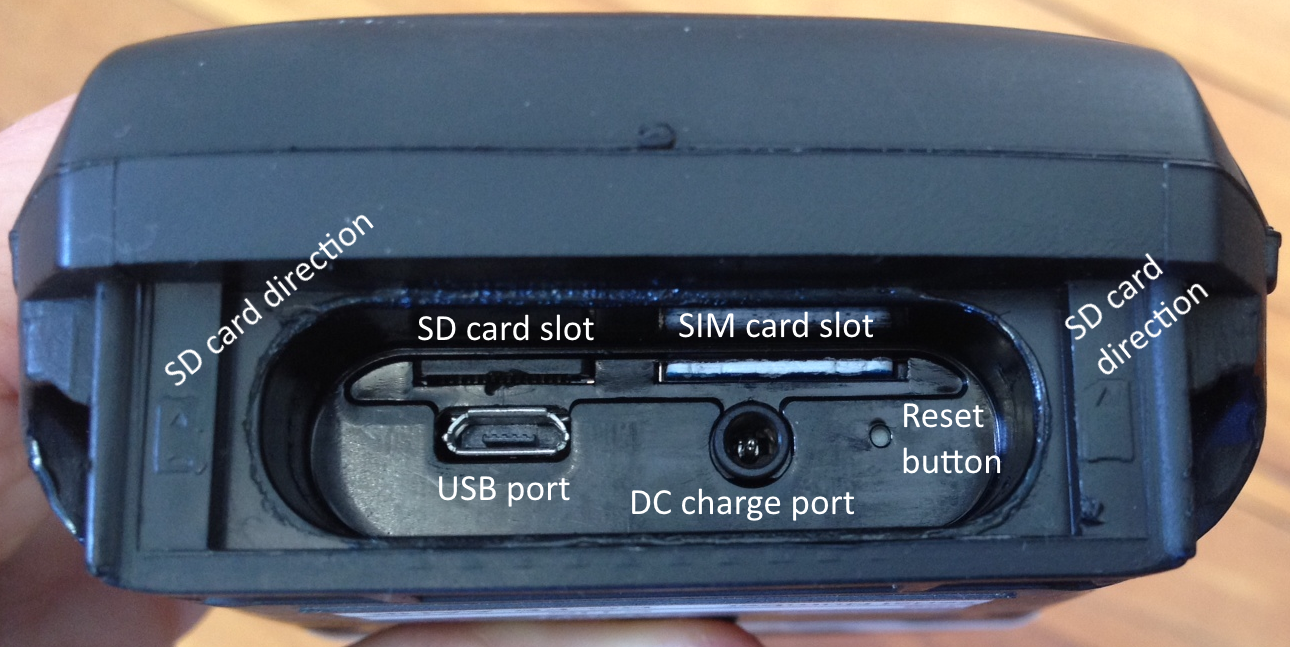 SD card direction
SD card
direction
SD card slot
SIM card slot
Reset
button
USB port
DC charge port